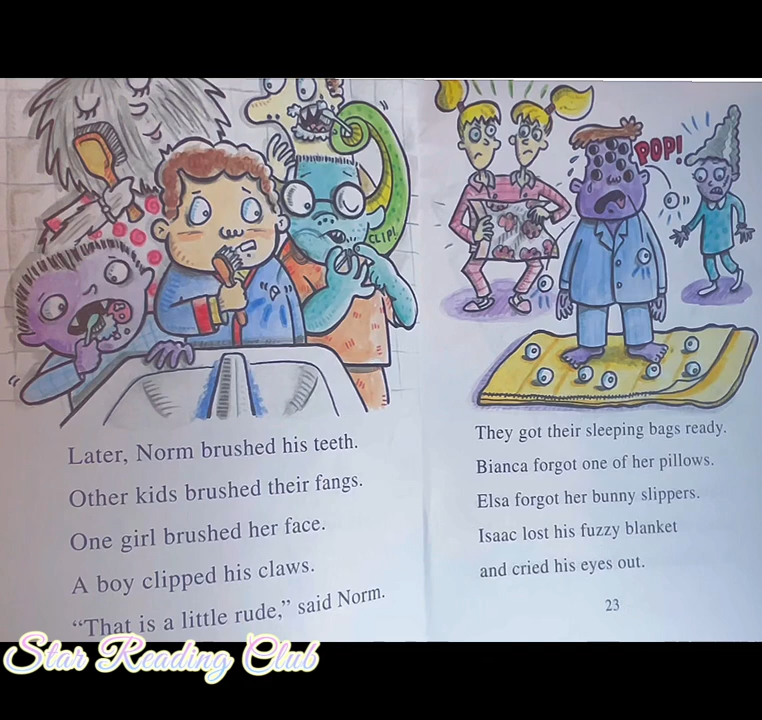 CLIP!
Later, Norm brushed his teeth.
Other kids brushed their fangs.
One girl brushed her face.
A boy clipped his claws.
“That is a little rude,” said Norm.
POP!
They got their sleeping bags ready.
Bianca forgot one of her pillows.
Elsa forgot her bunny slippers.
Isaac lost his fuzzy blanket
and cried his eyes out.
23
Star Reading Club